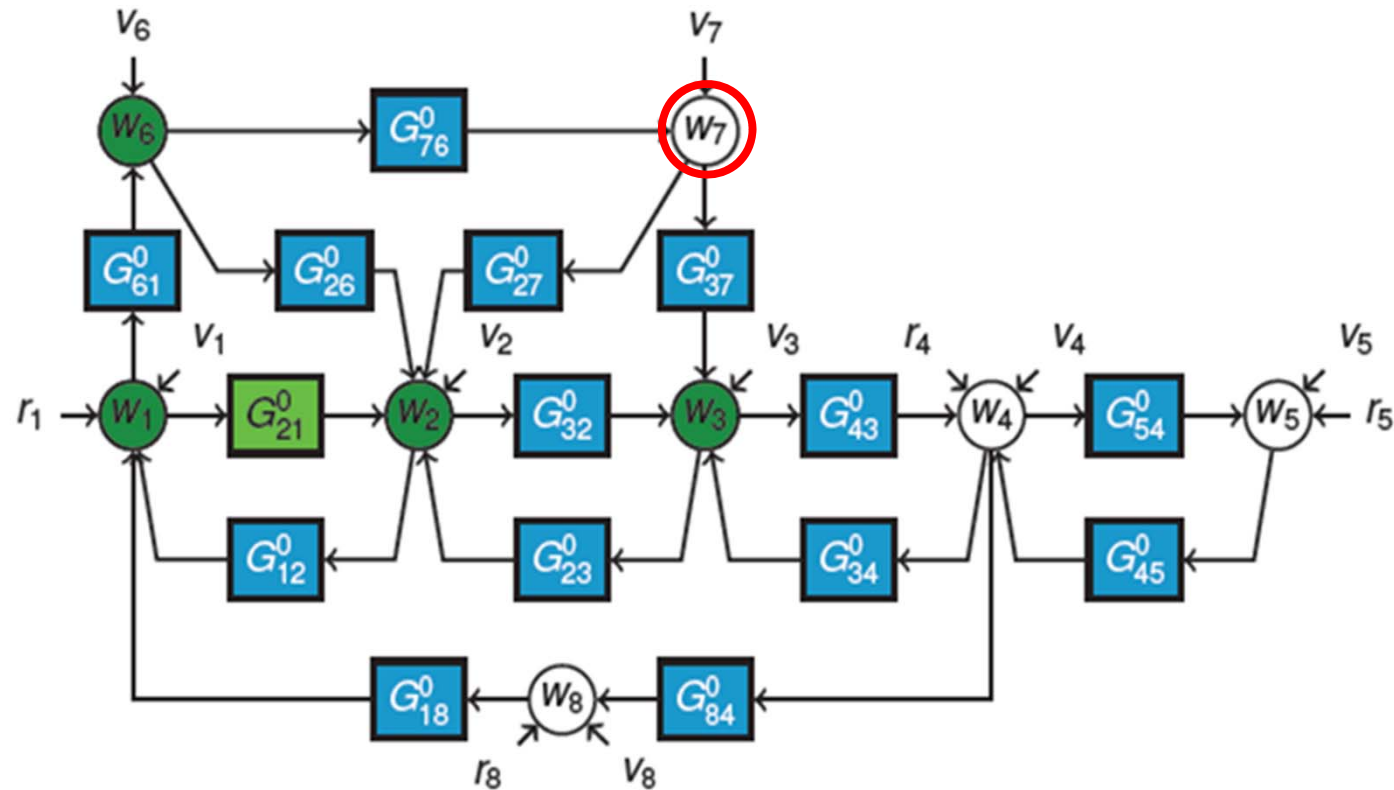 v6 v7
w6 G⁰76 w7
G⁰61 G⁰26 G⁰27 G⁰37
v1 v2 v3 r4 v4 v5
r1 w1 G⁰21 w2 G⁰32 w3 G⁰43 w4 G⁰54 w5 r5
G⁰12 G⁰23 G⁰34 G⁰45
G⁰18 w8 G⁰84
r8 v8